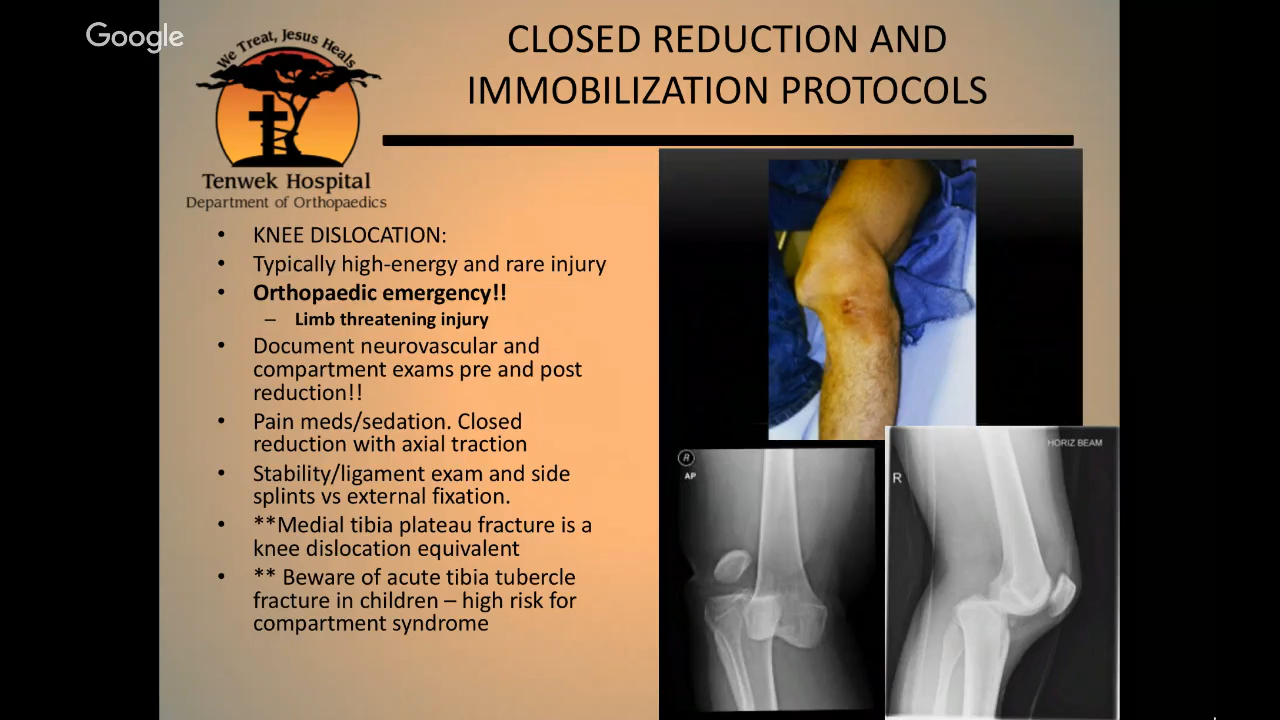 Google
We Treat, Jesus Heals
Tenwek Hospital
Department of Orthopaedics
CLOSED REDUCTION AND
IMMOBILIZATION PROTOCOLS
• KNEE DISLOCATION:
• Typically high-energy and rare injury
• Orthopaedic emergency!!
– Limb threatening injury
• Document neurovascular and
compartment exams pre and post
reduction!!
• Pain meds/sedation. Closed
reduction with axial traction
• Stability/ligament exam and side
splints vs external fixation.
• **Medial tibia plateau fracture is a
knee dislocation equivalent
• ** Beware of acute tibia tubercle
fracture in children – high risk for
compartment syndrome
R
AP
HORIZ BEAM
R